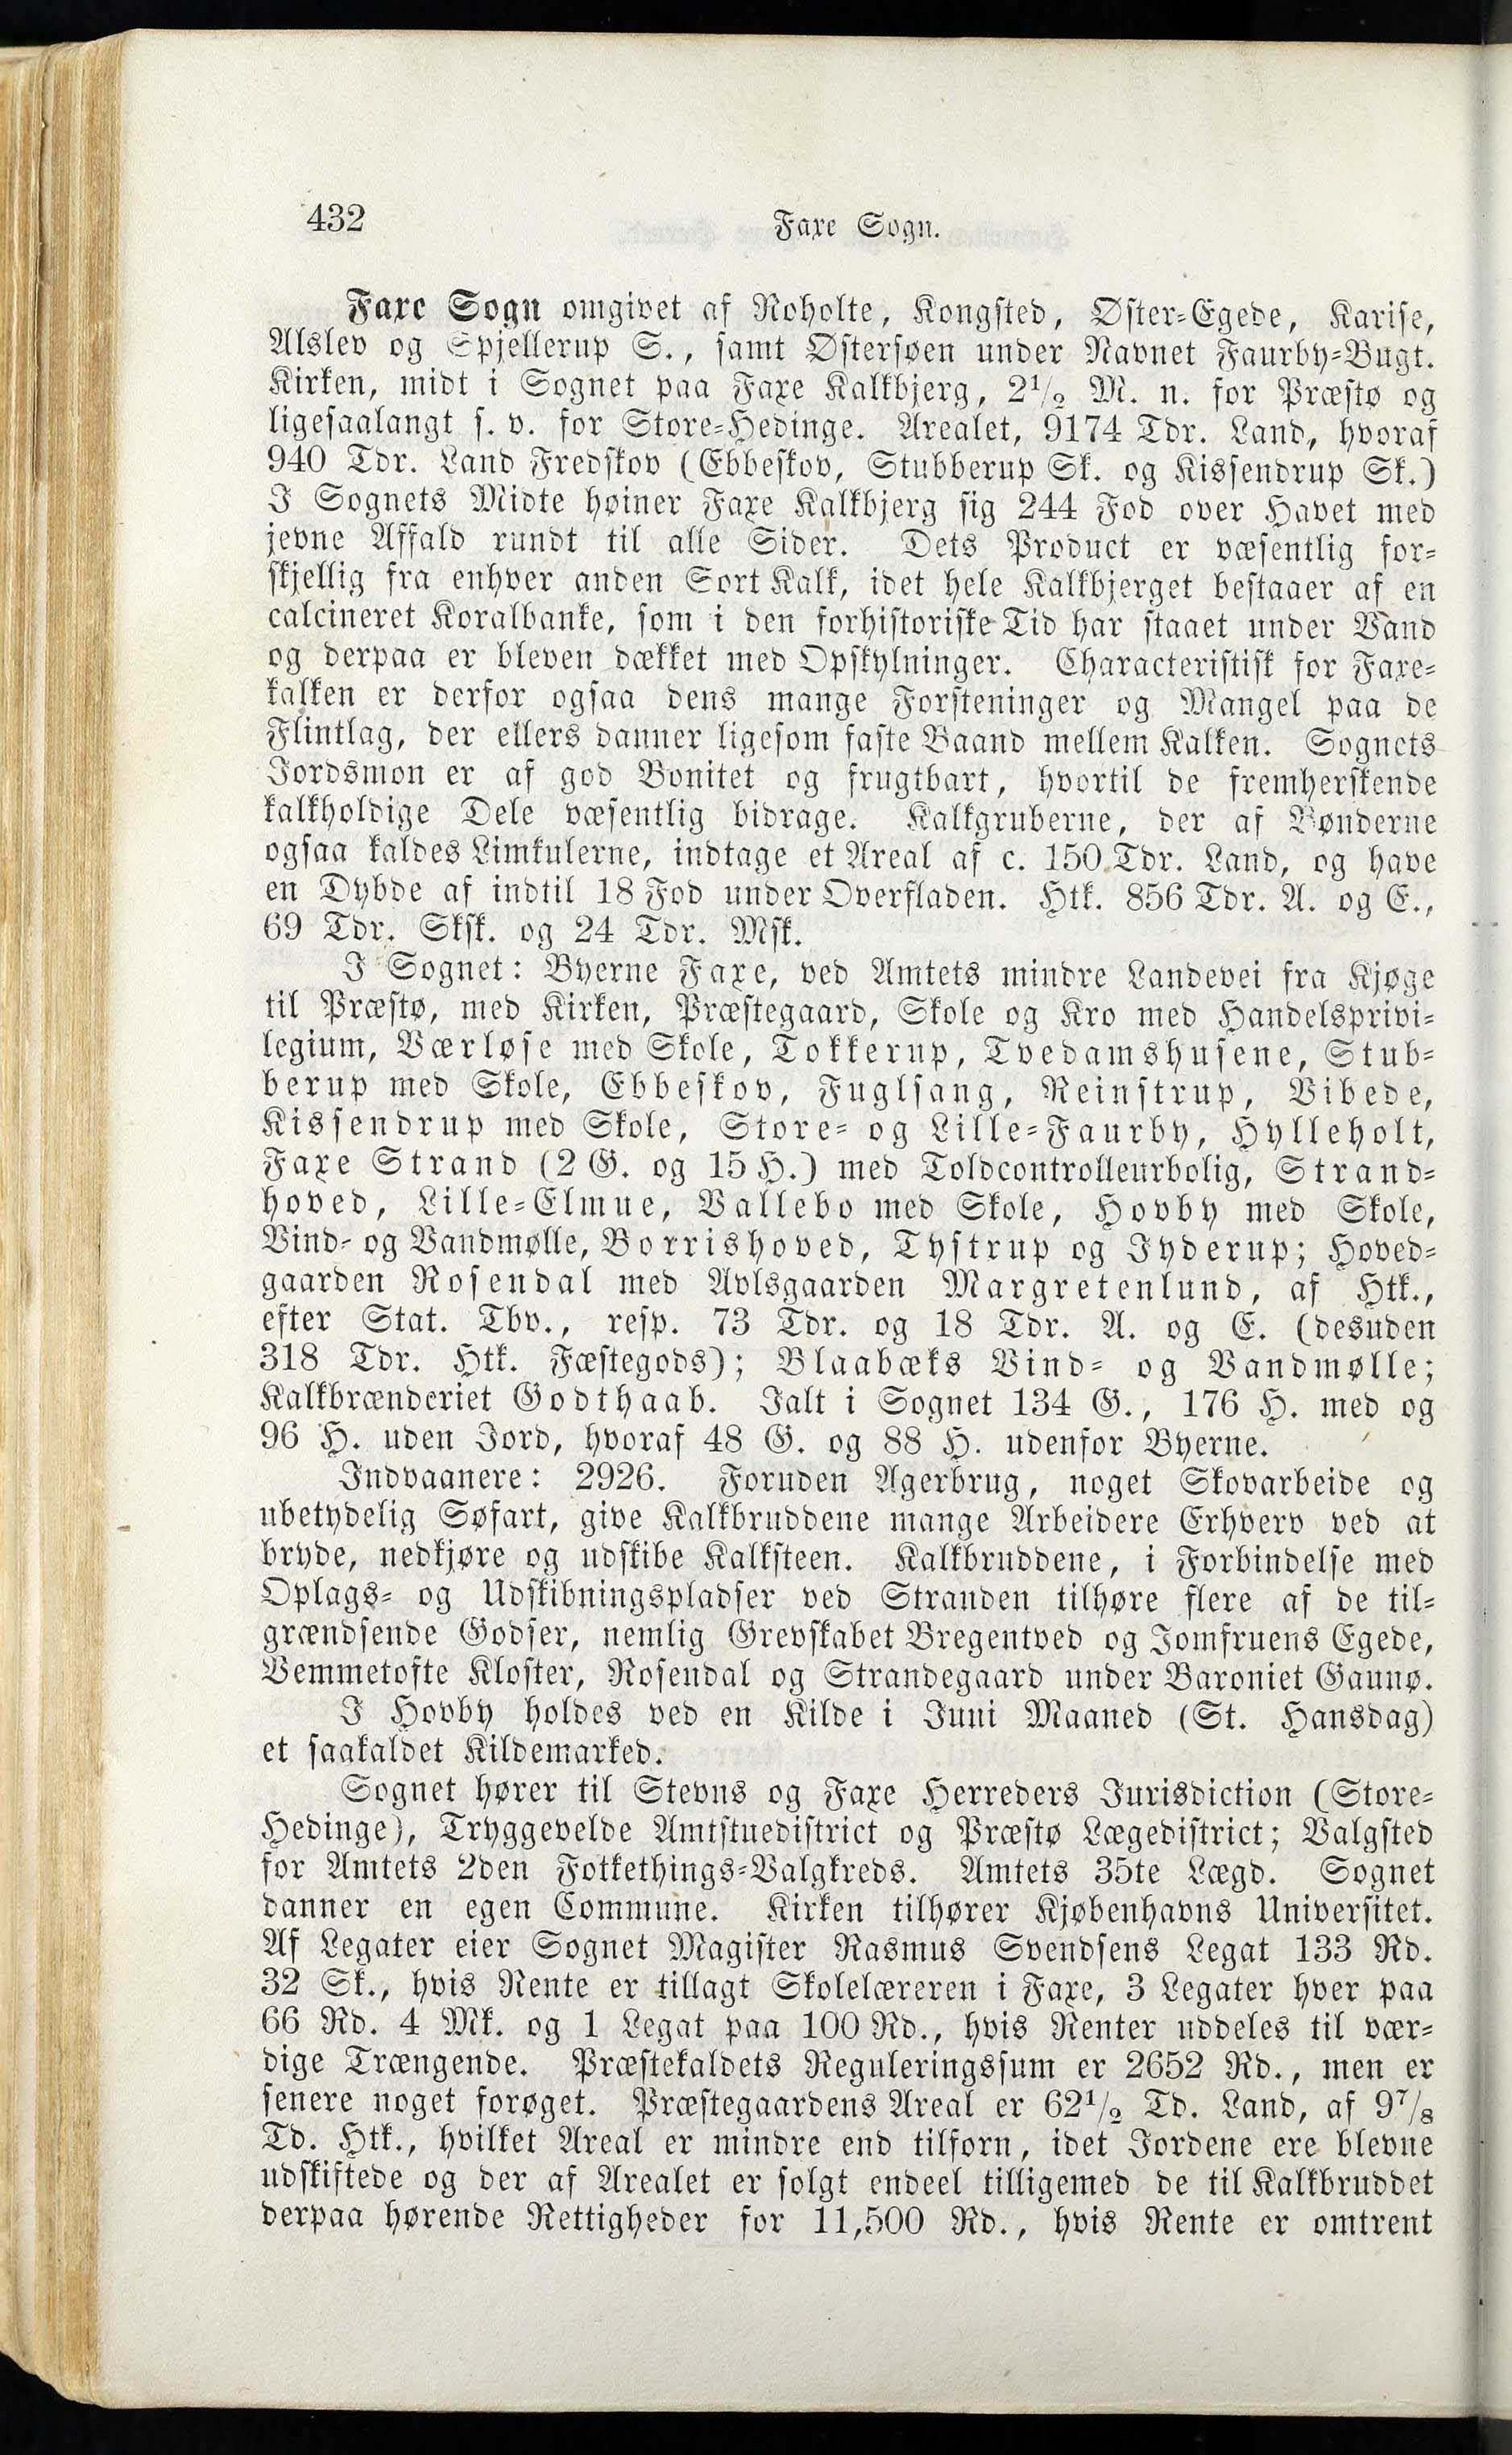 432
Faxe Sogn.
Faxe Sogn omgivet af Roholte, Kongsted, Øster-Egede, Karise,
Alslev og Spjellerup S., samt Østersøen under Navnet Faurby-Bugt.
Kirken, midt i Sognet paa Faxe Kalkbjerg, 2¹/₂ M. n. for Præstø og
ligesaalangt s. v. for Store-Hedinge. Arealet, 9174 Tdr. Land, hvoraf
940 Tdr. Land Fredskov (Ebbeskov, Stubberup Sk. og Kissendrup Sk.)
I Sognets Midte høiner Faxe Kalkbjerg sig 244 Fod over Havet med
jevne Affald rundt til alle Sider. Dets Product er væsentlig for-
skjellig fra enhver anden Sort Kalk, idet hele Kalkbjerget bestaaer af en
calcineret Koralbanke, som i den forhistoriske Tid har staaet under Vand
og derpaa er bleven dækket med Opskylninger. Characteristisk for Faxe-
kalken er derfor ogsaa dens mange Forsteninger og Mangel paa de
Flintlag, der ellers danner ligesom faste Baand mellem Kalken. Sognets
Jordsmon er af god Bonitet og frugtbart, hvortil de fremherskende
kalkholdige Dele væsentlig bidrage. Kalkgruberne, der af Bønderne
ogsaa kaldes Limkulerne, indtage et Areal af c. 150 Tdr. Land, og have
en Dybde af indtil 18 Fod under Overfladen. Htk. 856 Tdr. A. og E.,
69 Tdr. Sksk. og 24 Tdr. Msk.
I Sognet: Byerne Faxe, ved Amtets mindre Landevei fra Kjøge
til Præstø, med Kirken, Præstegaard, Skole og Kro med Handelsprivi-
legium, Værløse med Skole, Tokkerup, Tvedamshusene, Stub-
berup med Skole, Ebbeskov, Fuglsang, Reinstrup, Vibede,
Kissendrup med Skole, Store- og Lille-Faurby, Hylleholt,
Faxe Strand (2 G. og 15 H.) med Toldcontrolleurbolig, Strand-
hoved, Lille-Elmue, Vallebo med Skole, Hovby med Skole,
Vind- og Vandmølle, Borrishoved, Tystrup og Jyderup; Hoved-
gaarden Rosendal med Avlsgaarden Margretenlund, af Htk.,
efter Stat. Tbv., resp. 73 Tdr. og 18 Tdr. A. og E. (desuden
318 Tdr. Htk. Fæstegods); Blaabæks Vind- og Vandmølle;
Kalkbrænderiet Godthaab. Ialt i Sognet 134 G., 176 H. med og
96 H. uden Jord, hvoraf 48 G. og 88 H. udenfor Byerne.
Indvaanere: 2926. Foruden Agerbrug, noget Skovarbeide og
ubetydelig Søfart, give Kalkbruddene mange Arbeidere Erhverv ved at
bryde, nedkjøre og udskibe Kalksteen. Kalkbruddene, i Forbindelse med
Oplags- og Udskibningspladser ved Stranden tilhøre flere af de til-
grændsende Godser, nemlig Grevskabet Bregentved og Jomfruens Egede,
Vemmetofte Kloster, Rosendal og Strandegaard under Baroniet Gaunø.
I Hovby holdes ved en Kilde i Juni Maaned (St. Hansdag)
et saakaldet Kildemarked.
Sognet hører til Stevns og Faxe Herreders Jurisdiction (Store-
Hedinge), Tryggevelde Amtstuedistrict og Præstø Lægedistrict; Valgsted
for Amtets 2den Fotkethings-Valgkreds. Amtets 35te Lægd. Sognet
danner en egen Commune. Kirken tilhører Kjøbenhavns Universitet.
Af Legater eier Sognet Magister Rasmus Svendsens Legat 133 Rd.
32 Sk., hvis Rente er tillagt Skolelæreren i Faxe, 3 Legater hver paa
66 Rd. 4 Mk. og 1 Legat paa 100 Rd., hvis Renter uddeles til vær-
dige Trængende. Præstekaldets Reguleringssum er 2652 Rd., men er
senere noget forøget. Præstegaardens Areal er 62¹/₂ Td. Land, af 9⁷/₈
Td. Htk., hvilket Areal er mindre end tilforn, idet Jordene ere blevne
udskiftede og der af Arealet er solgt endeel tilligemed de til Kalkbruddet
derpaa hørende Rettigheder for 11,500 Rd., hvis Rente er omtrent